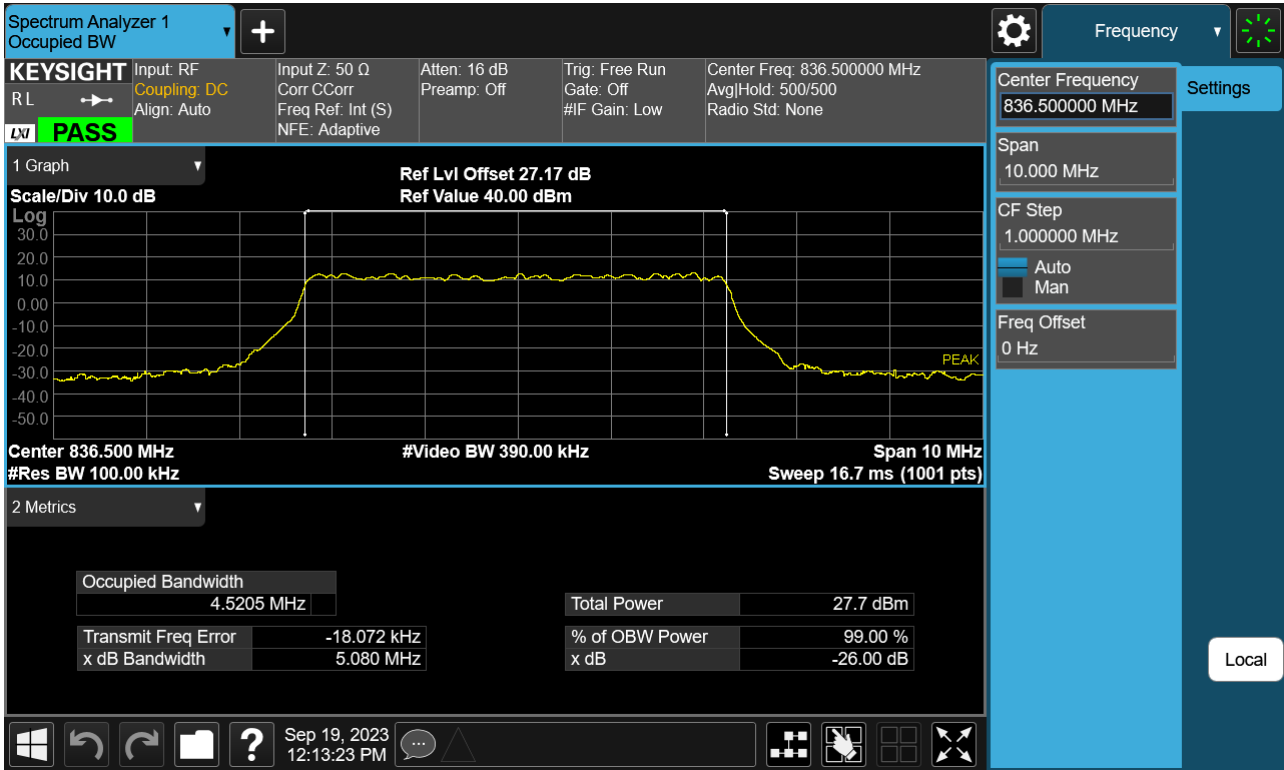 Spectrum Analyzer 1
Occupied BW
+
Frequency
KEYSIGHT
R L
LXI
PASS
Input: RF
Coupling: DC
Align: Auto
Input Z: 50 Ω
Corr CCorr
Freq Ref: Int (S)
NFE: Adaptive
Atten: 16 dB
Preamp: Off
Trig: Free Run
Gate: Off
#IF Gain: Low
Center Freq: 836.500000 MHz
Avg|Hold: 500/500
Radio Std: None
Center Frequency
836.500000 MHz
Settings
Span
10.000 MHz
CF Step
1.000000 MHz
Auto
Man
Freq Offset
0 Hz
1 Graph
Scale/Div 10.0 dB
Ref Lvl Offset 27.17 dB
Ref Value 40.00 dBm
Log
30.0
20.0
10.0
0.00
-10.0
-20.0
-30.0
-40.0
-50.0
PEAK
Center 836.500 MHz
#Video BW 390.00 kHz
Span 10 MHz
#Res BW 100.00 kHz
Sweep 16.7 ms (1001 pts)
2 Metrics
Occupied Bandwidth
4.5205 MHz
Total Power 27.7 dBm
Transmit Freq Error -18.072 kHz
% of OBW Power 99.00 %
x dB Bandwidth 5.080 MHz
x dB -26.00 dB
Local
?
Sep 19, 2023
12:13:23 PM